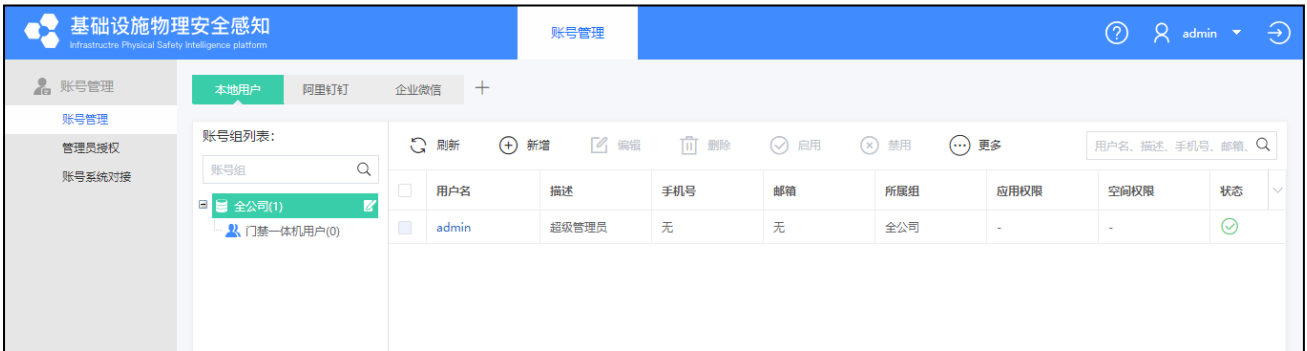 基础设施物理安全感知
Infrastructre Physical Safety Intelligence platform
账号管理
? admin
账号管理
账号管理
管理员授权
账号系统对接
本地用户 阿里钉钉 企业微信 +
账号组列表：
账号组
全公司(1)
门禁一体机用户(0)
刷新 新增 编辑 删除 启用 禁用 更多
用户名、描述、手机号、邮箱、
用户名 描述 手机号 邮箱 所属组 应用权限 空间权限 状态
admin 超级管理员 无 无 全公司 - -